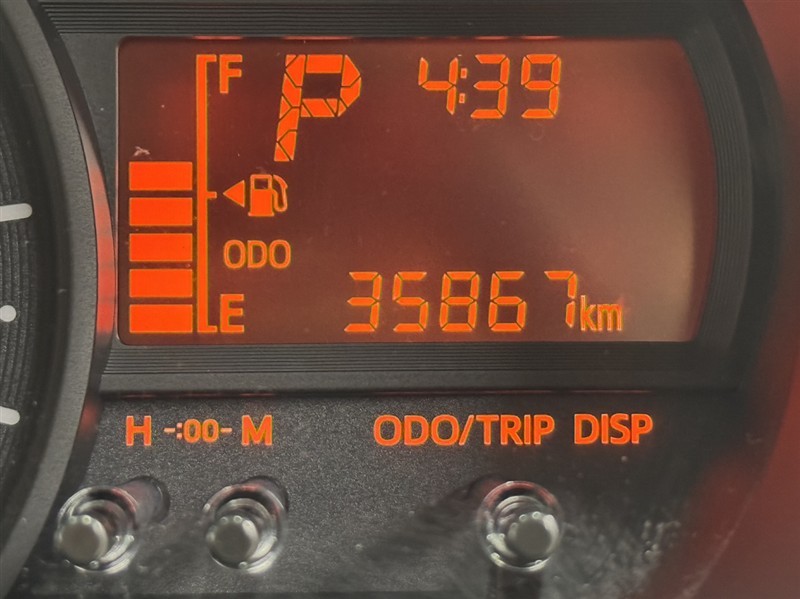 F P 4:39
ODO
E 35867km
H -:00- M ODO/TRIP DISP